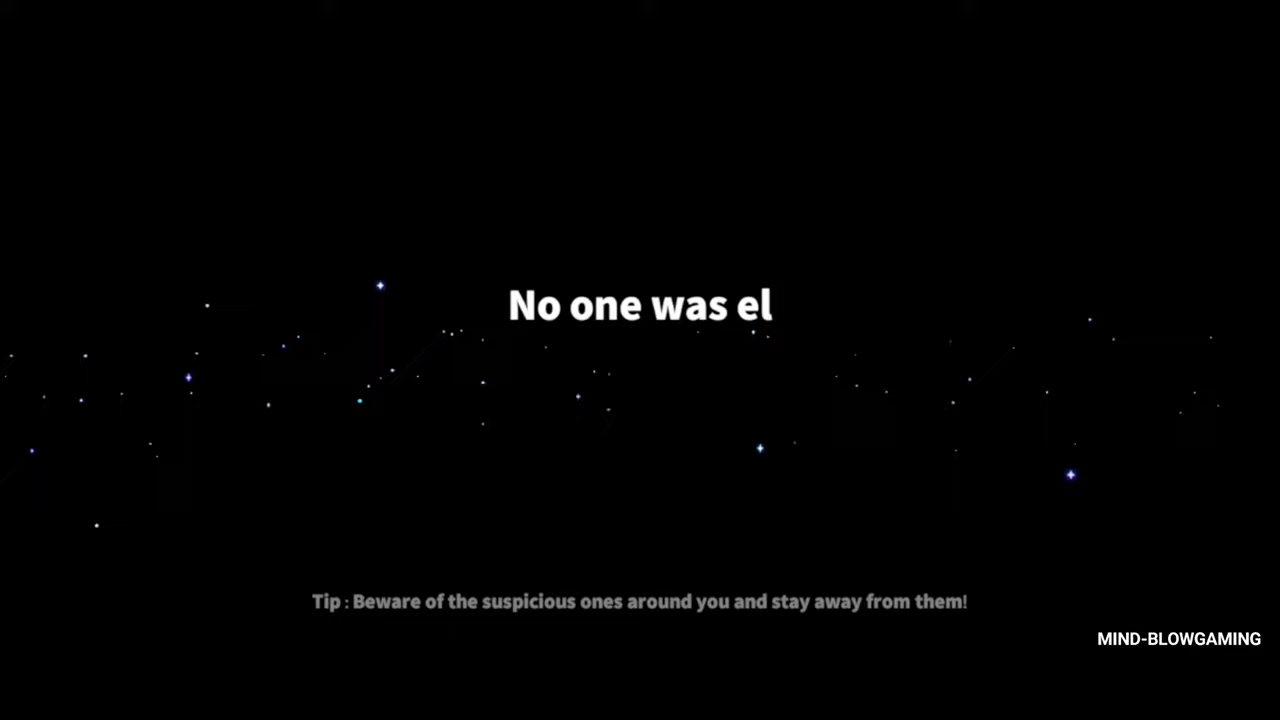 No one was el
Tip : Beware of the suspicious ones around you and stay away from them!
MIND-BLOWGAMING